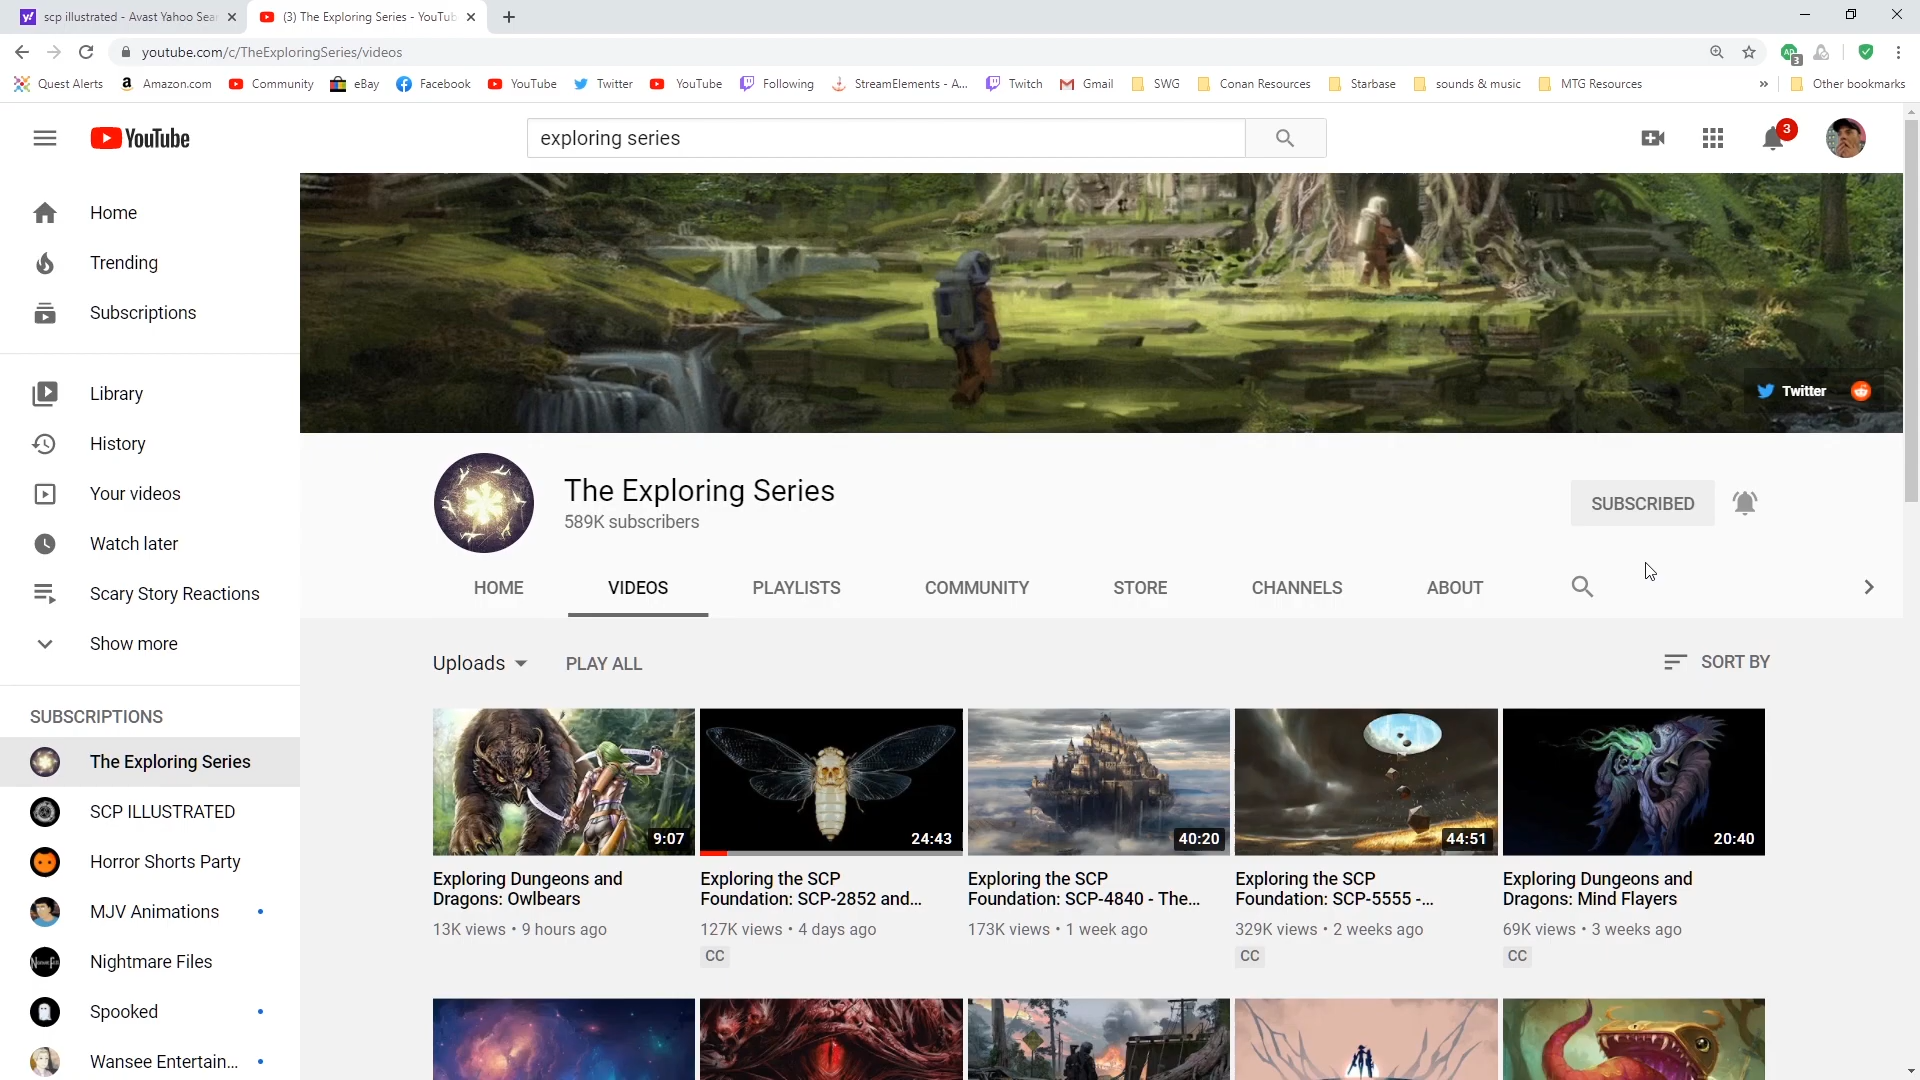 scp illustrated - Avast Yahoo Sear
(3) The Exploring Series - YouTub
youtube.com/c/TheExploringSeries/videos
3
Quest Alerts
Amazon.com
Community
eBay
Facebook
YouTube
Twitter
YouTube
Following
StreamElements - A...
Twitch
Gmail
SWG
Conan Resources
Starbase
sounds & music
MTG Resources
»
Other bookmarks
YouTube
exploring series
3
Home
Trending
Subscriptions
Library
History
Your videos
Watch later
Scary Story Reactions
Show more
SUBSCRIPTIONS
The Exploring Series
SCP ILLUSTRATED
Horror Shorts Party
MJV Animations
Nightmare Files
Spooked
Wansee Entertain...
Twitter
The Exploring Series
589K subscribers
SUBSCRIBED
HOME
VIDEOS
PLAYLISTS
COMMUNITY
STORE
CHANNELS
ABOUT
Uploads
PLAY ALL
SORT BY
9:07
24:43
40:20
44:51
20:40
Exploring Dungeons and
Dragons: Owlbears
13K views • 9 hours ago
Exploring the SCP
Foundation: SCP-2852 and...
127K views • 4 days ago
CC
Exploring the SCP
Foundation: SCP-4840 - The...
173K views • 1 week ago
Exploring the SCP
Foundation: SCP-5555 -...
329K views • 2 weeks ago
CC
Exploring Dungeons and
Dragons: Mind Flayers
69K views • 3 weeks ago
CC